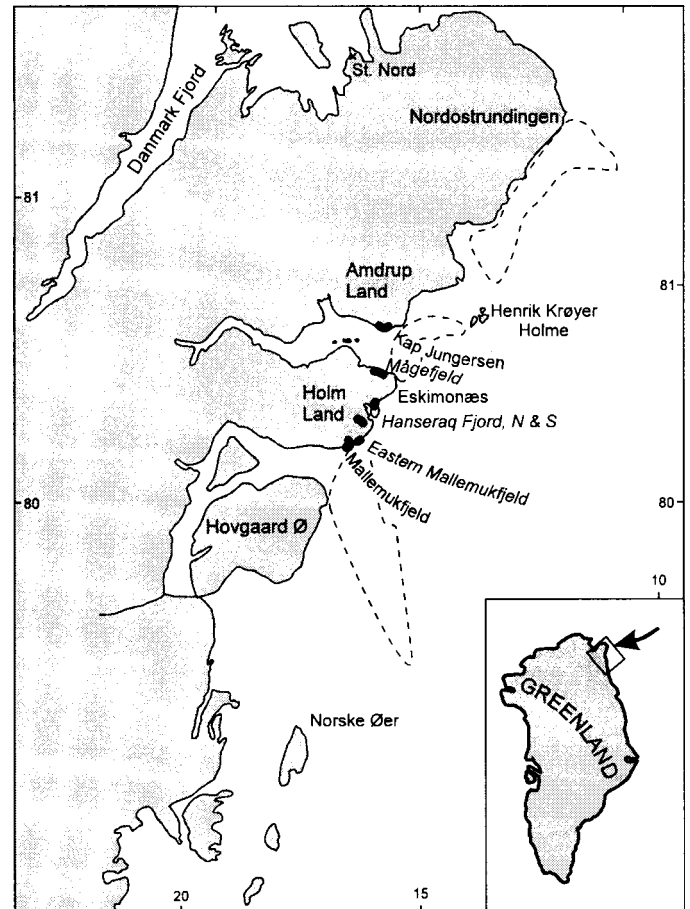 St. Nord
Nordostrundingen
Danmark Fjord
81
Amdrup
Land
81
Henrik Krøyer
Holme
Kap Jungersen
Mågefjeld
Eskimonæs
Holm
Land
Hanseraq Fjord, N & S
Eastern Mallemukfjeld
Mallemukfjeld
80
80
Hovgaard Ø
10
GREENLAND
Norske Øer
20
15